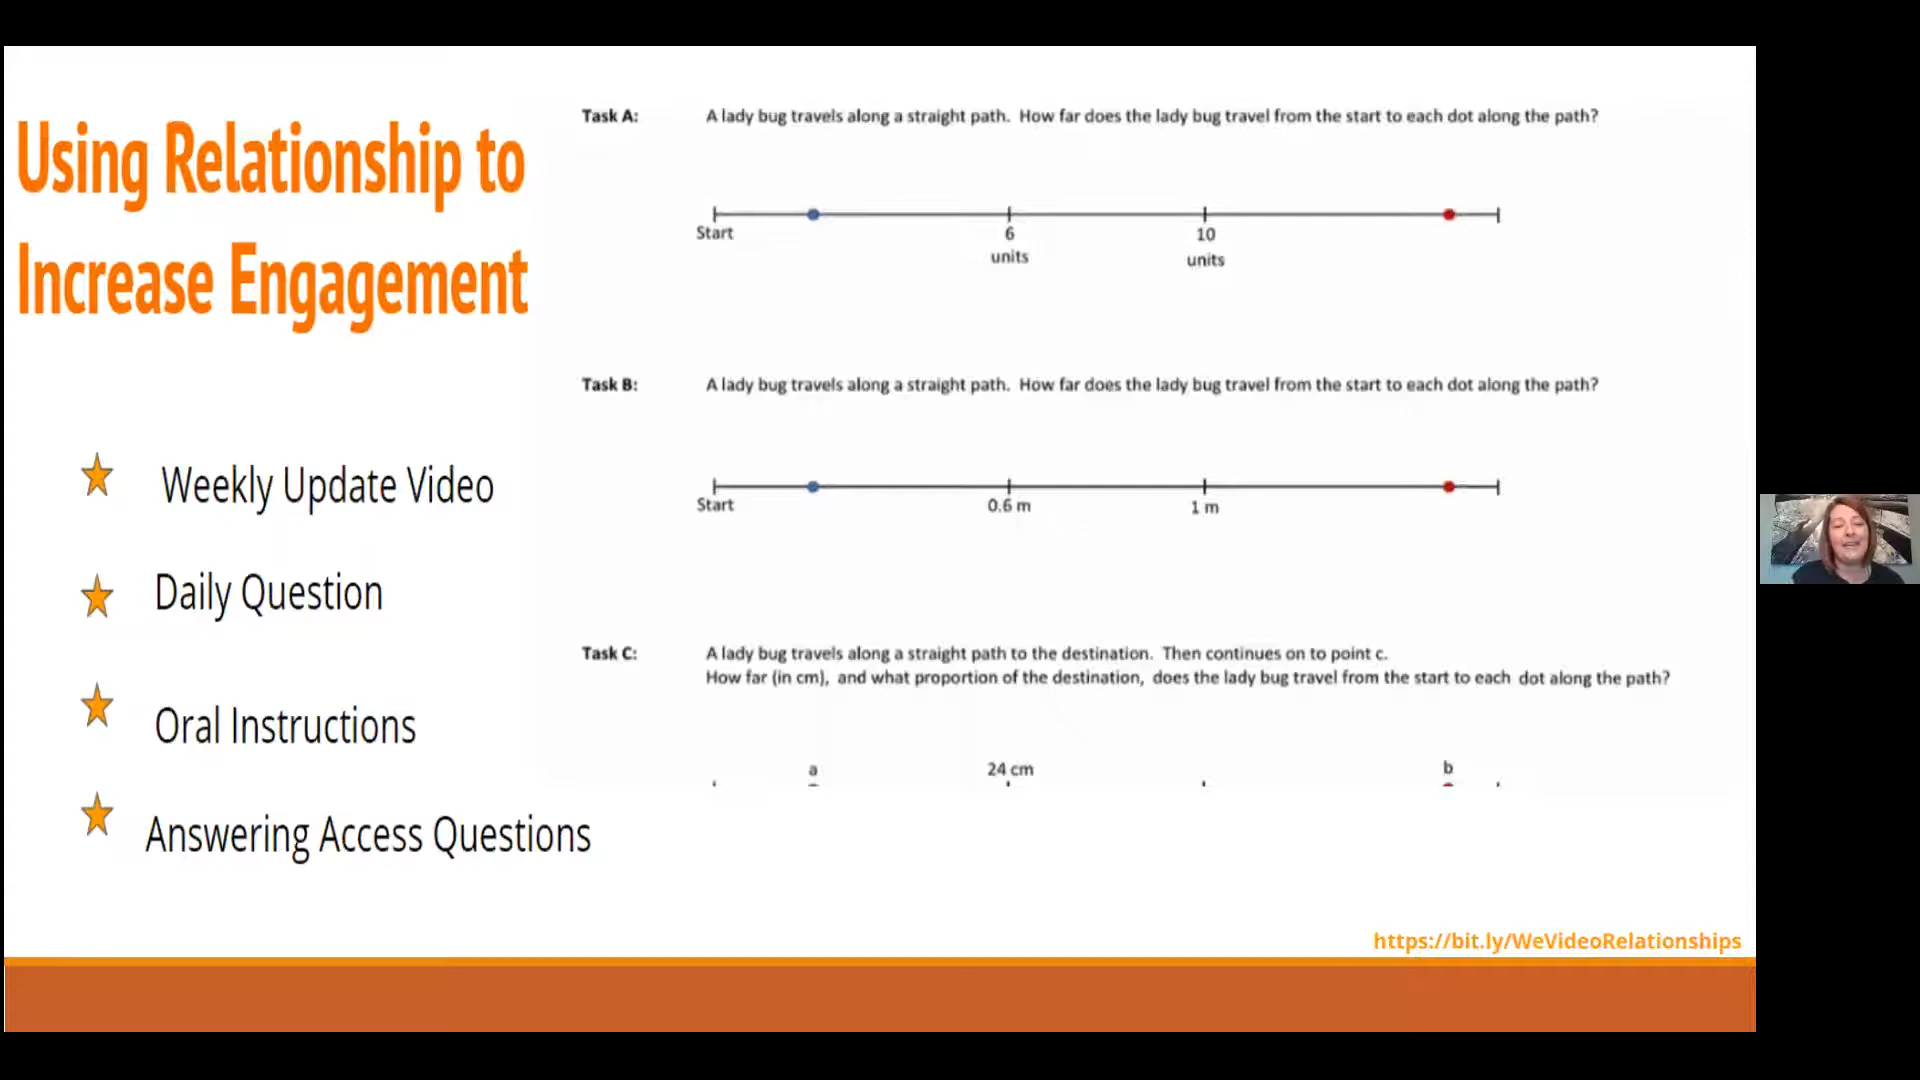 Using Relationship to
Increase Engagement
Weekly Update Video
Daily Question
Oral Instructions
Answering Access Questions
Task A: A lady bug travels along a straight path. How far does the lady bug travel from the start to each dot along the path?
Start 6 10
units units
Task B: A lady bug travels along a straight path. How far does the lady bug travel from the start to each dot along the path?
Start 0.6 m 1 m
Task C: A lady bug travels along a straight path to the destination. Then continues on to point c.
How far (in cm), and what proportion of the destination, does the lady bug travel from the start to each dot along the path?
a 24 cm b
https://bit.ly/WeVideoRelationships